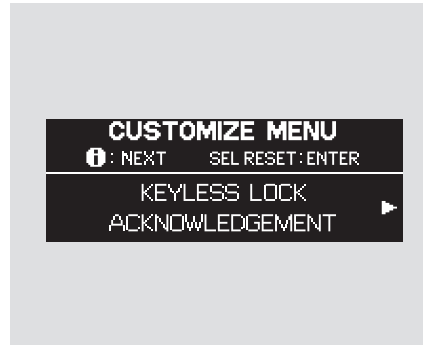 CUSTOMIZE MENU
i: NEXT SEL RESET: ENTER
KEYLESS LOCK
ACKNOWLEDGEMENT